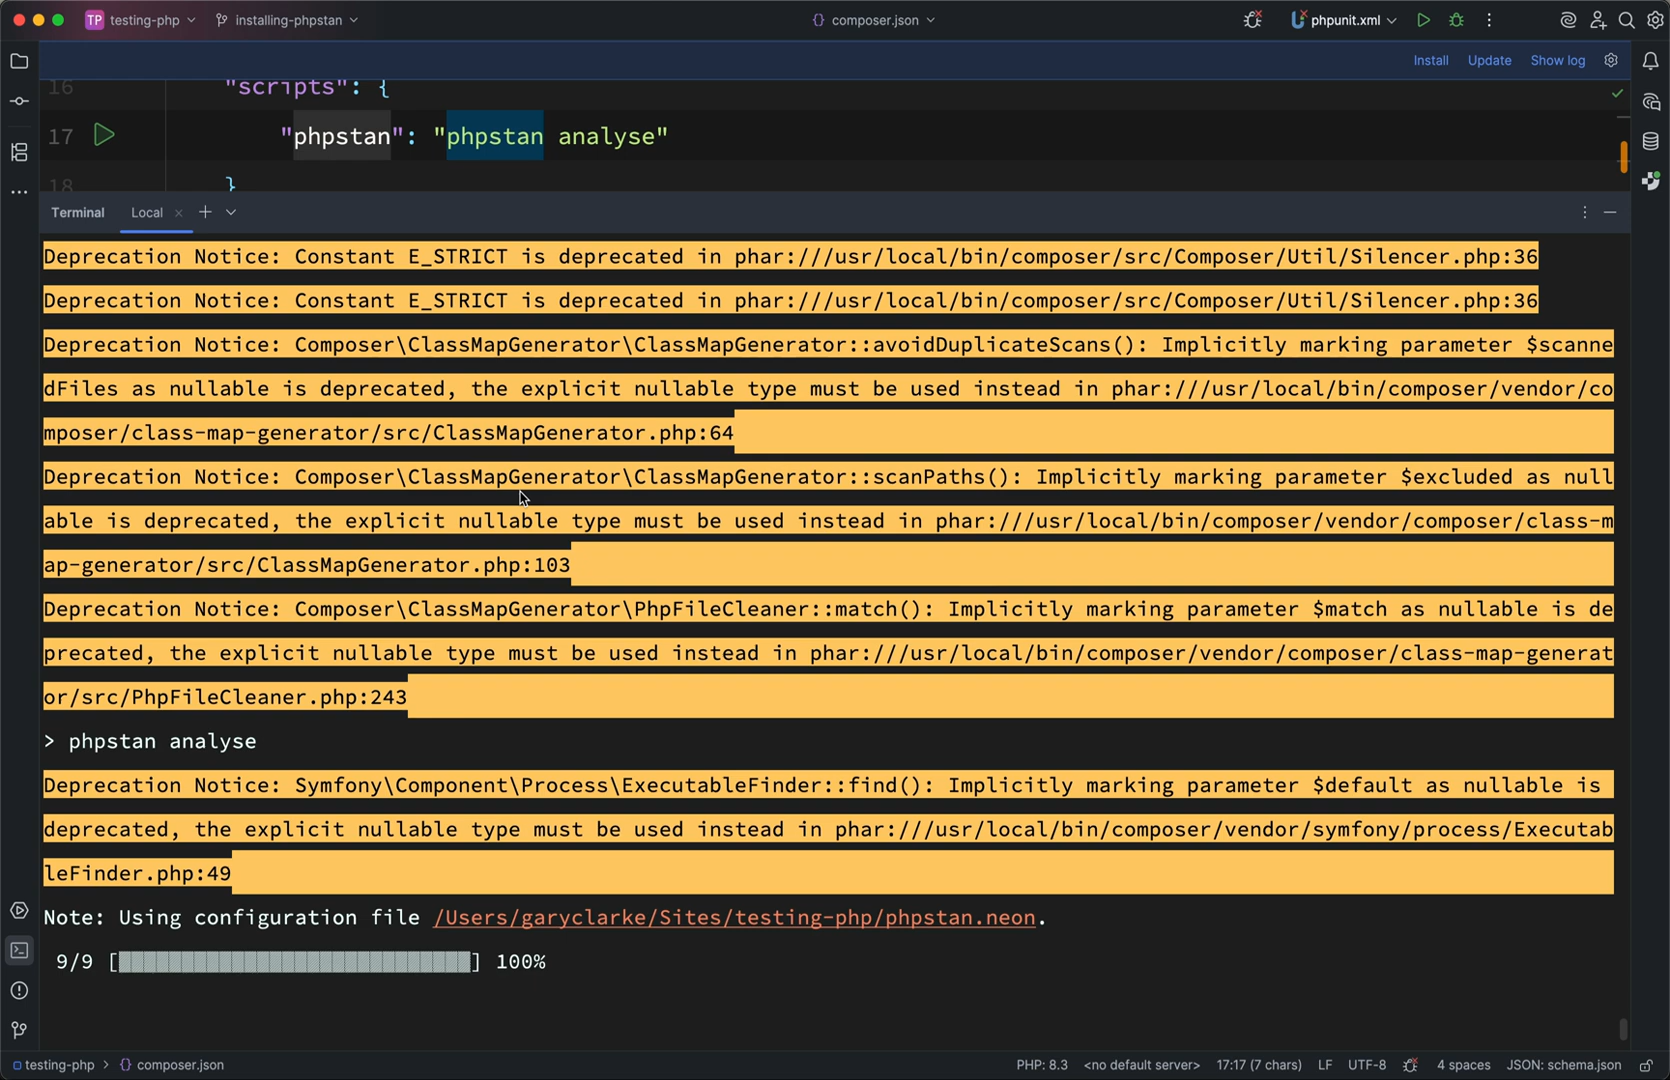 TP testing-php installing-phpstan {} composer.json phpunit.xml
Install Update Show log
16 "scripts": {
17 "phpstan": "phpstan analyse"
18 }
Terminal Local × +
Deprecation Notice: Constant E_STRICT is deprecated in phar:///usr/local/bin/composer/src/Composer/Util/Silencer.php:36
Deprecation Notice: Constant E_STRICT is deprecated in phar:///usr/local/bin/composer/src/Composer/Util/Silencer.php:36
Deprecation Notice: Composer\ClassMapGenerator\ClassMapGenerator::avoidDuplicateScans(): Implicitly marking parameter $scanne
dFiles as nullable is deprecated, the explicit nullable type must be used instead in phar:///usr/local/bin/composer/vendor/co
mposer/class-map-generator/src/ClassMapGenerator.php:64
Deprecation Notice: Composer\ClassMapGenerator\ClassMapGenerator::scanPaths(): Implicitly marking parameter $excluded as null
able is deprecated, the explicit nullable type must be used instead in phar:///usr/local/bin/composer/vendor/composer/class-m
ap-generator/src/ClassMapGenerator.php:103
Deprecation Notice: Composer\ClassMapGenerator\PhpFileCleaner::match(): Implicitly marking parameter $match as nullable is de
precated, the explicit nullable type must be used instead in phar:///usr/local/bin/composer/vendor/composer/class-map-generat
or/src/PhpFileCleaner.php:243
> phpstan analyse
Deprecation Notice: Symfony\Component\Process\ExecutableFinder::find(): Implicitly marking parameter $default as nullable is
deprecated, the explicit nullable type must be used instead in phar:///usr/local/bin/composer/vendor/symfony/process/Executab
leFinder.php:49
Note: Using configuration file /Users/garyclarke/Sites/testing-php/phpstan.neon.
9/9 [▓▓▓▓▓▓▓▓▓▓▓▓▓▓▓▓▓▓▓▓▓▓▓▓▓▓▓▓] 100%
testing-php > {} composer.json PHP: 8.3 <no default server> 17:17 (7 chars) LF UTF-8 4 spaces JSON: schema.json